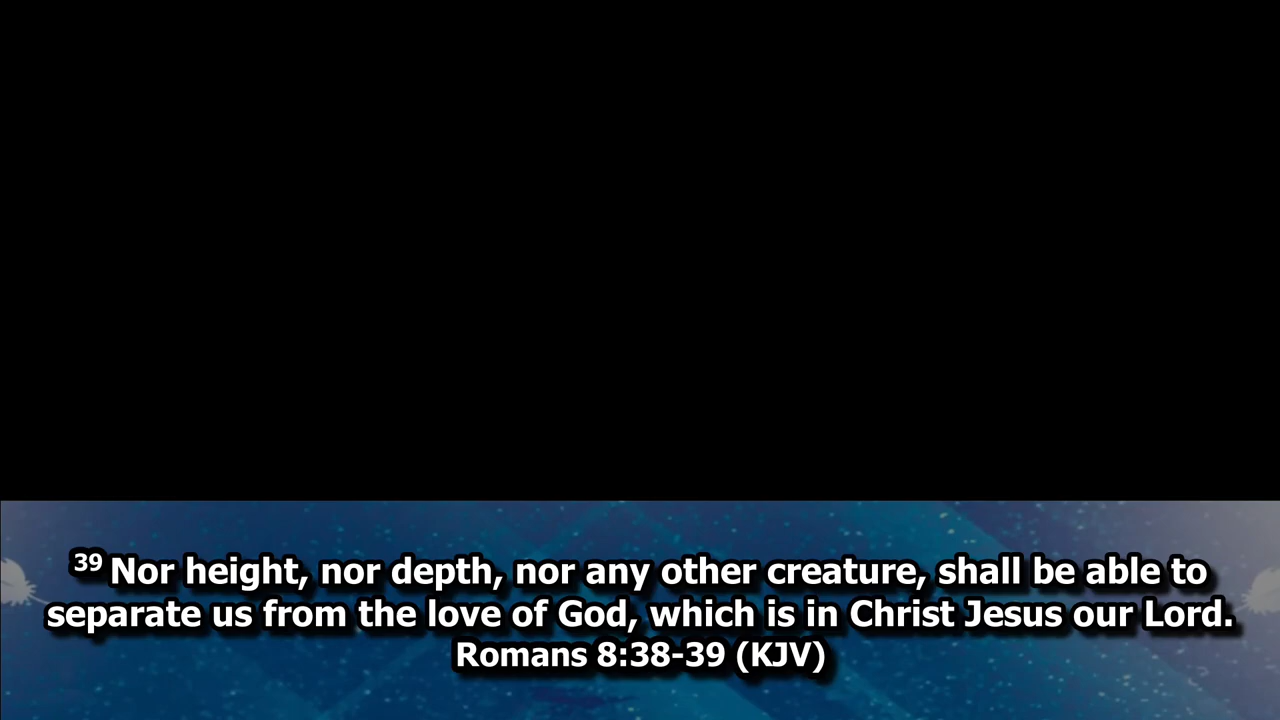 39 Nor height, nor depth, nor any other creature, shall be able to
separate us from the love of God, which is in Christ Jesus our Lord.
Romans 8:38-39 (KJV)